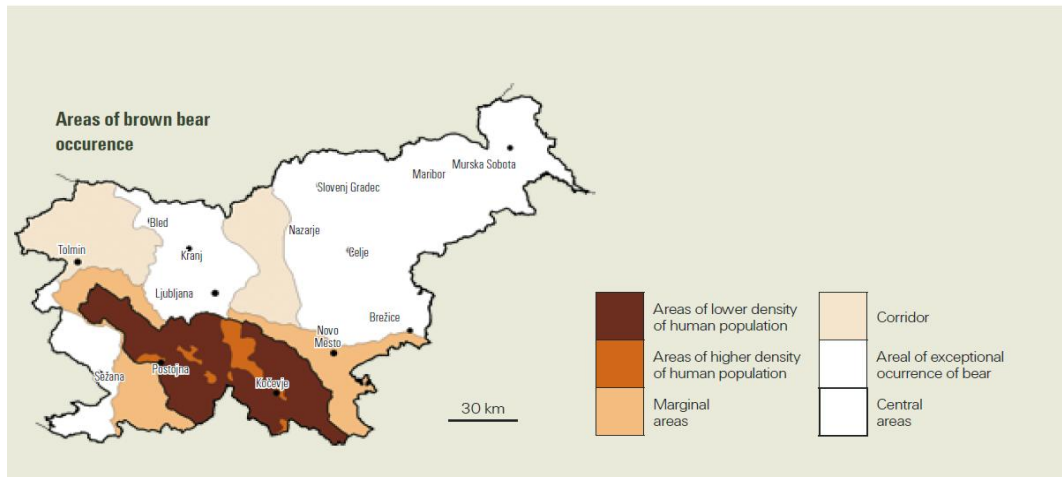 Areas of brown bear
occurence
Murska Sobota
Maribor
Slovenj Gradec
Bled
Nazarje
Tolmin
Kranj
Celje
Ljubljana
Brežice
Novo
Mesto
Sežana
Postojna
Kočevje
30 km
Areas of lower density
of human population
Areas of higher density
of human population
Marginal
areas
Corridor
Areal of exceptional
ocurrence of bear
Central
areas